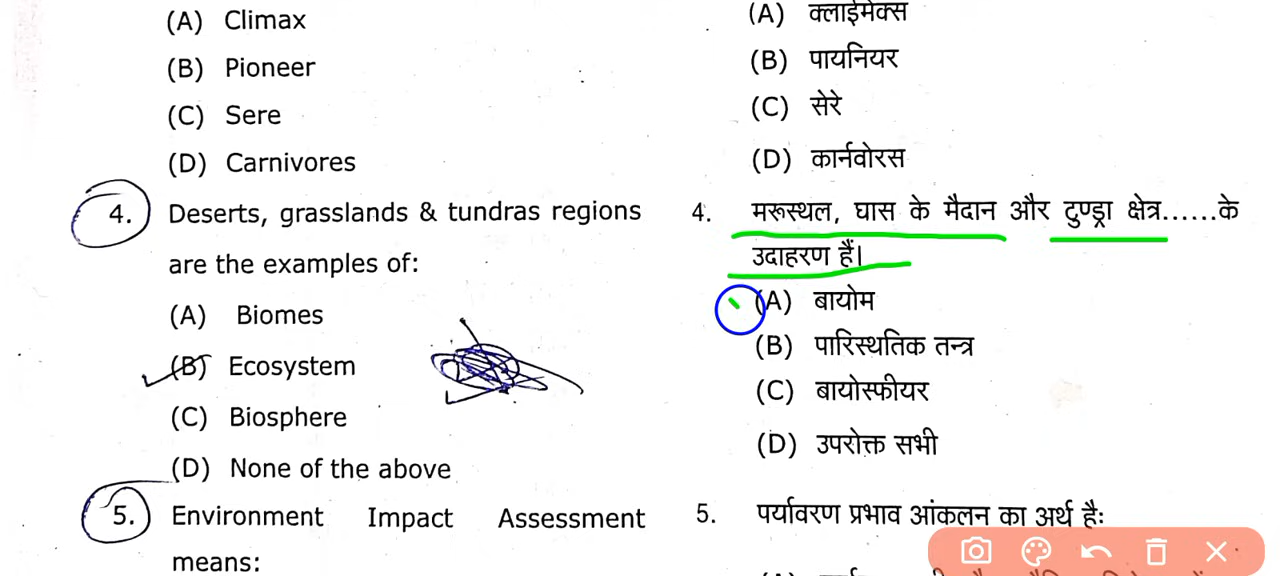 (A) Climax
(B) Pioneer
(C) Sere
(D) Carnivores
4. Deserts, grasslands & tundras regions
are the examples of:
(A) Biomes
(B) Ecosystem
(C) Biosphere
(D) None of the above
5. Environment Impact Assessment
means:
(A) क्लाईमेक्स
(B) पायनियर
(C) सेरे
(D) कार्नवोरस
4. मरूस्थल, घास के मैदान और टुण्ड्रा क्षेत्र......के
उदाहरण हैं।
(A) बायोम
(B) पारिस्थतिक तन्त्र
(C) बायोस्फीयर
(D) उपरोक्त सभी
5. पर्यावरण प्रभाव आंकलन का अर्थ है: